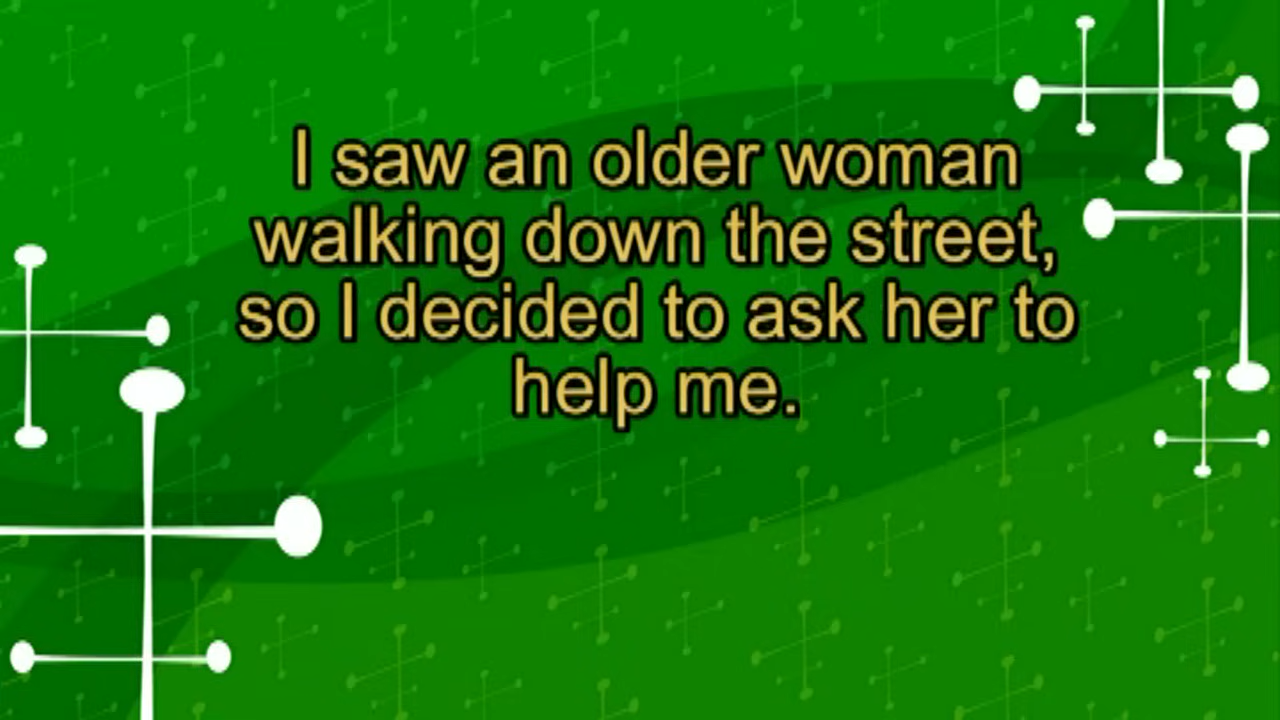 I saw an older woman
walking down the street,
so I decided to ask her to
help me.